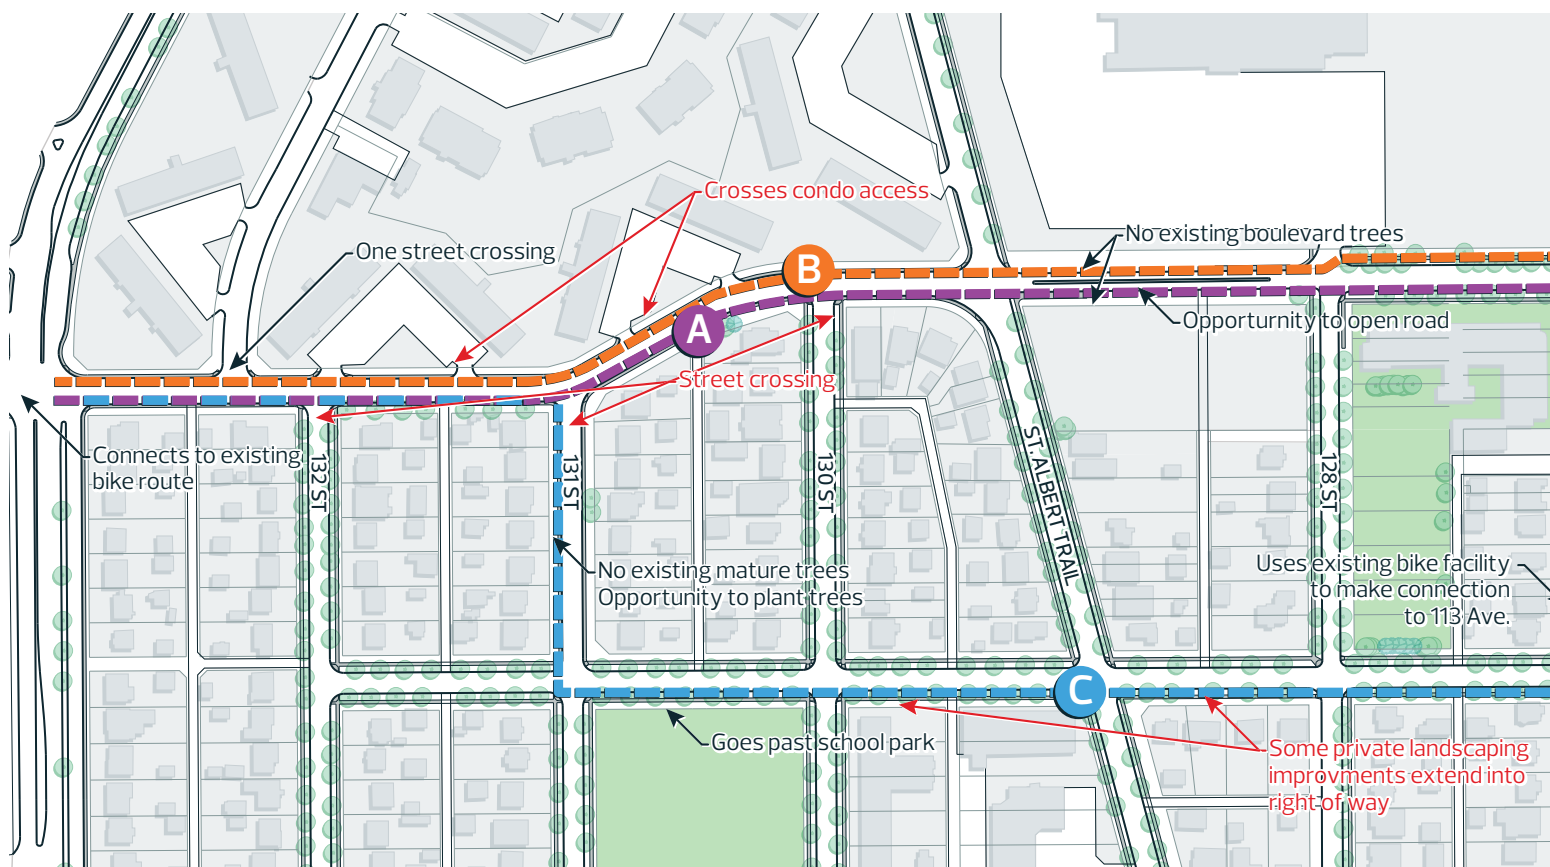 Crosses condo access
No existing boulevard trees
One street crossing
B
A
Opporturnity to open road
Street crossing
Connects to existing
bike route
132 ST
131 ST
130 ST
ST. ALBERT TRAIL
128 ST
No existing mature trees
Opportunity to plant trees
Uses existing bike facility
to make connection
to 113 Ave.
C
Goes past school park
Some private landscaping
improvments extend into
right of way